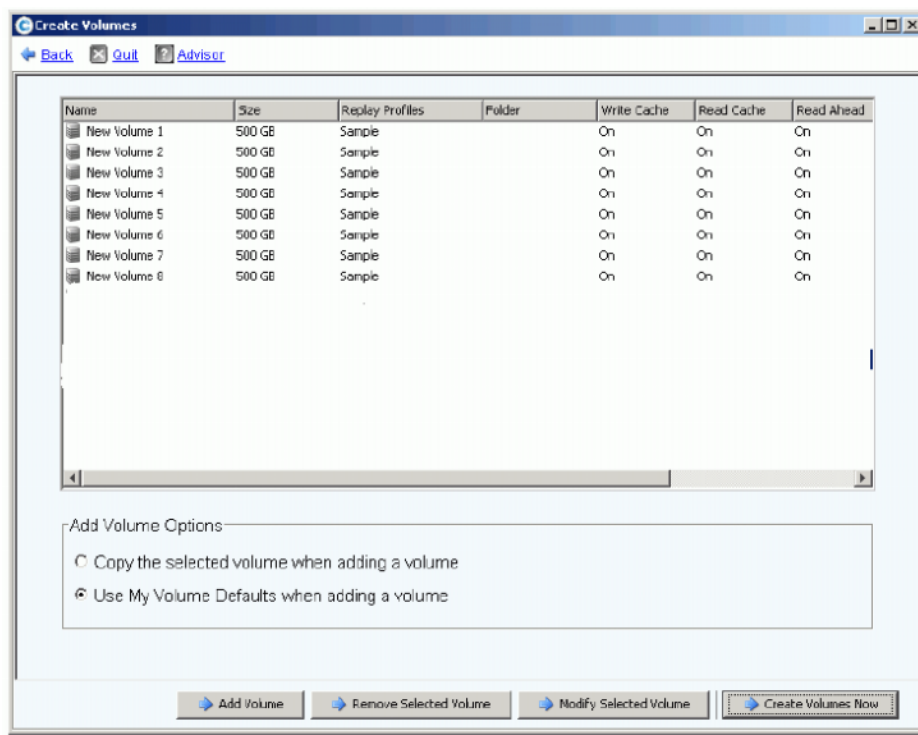 Create Volumes
Back Quit Advisor
Name Size Replay Profiles Folder Write Cache Read Cache Read Ahead
New Volume 1 500 GB Sample On On On
New Volume 2 500 GB Sample On On On
New Volume 3 500 GB Sample On On On
New Volume 4 500 GB Sample On On On
New Volume 5 500 GB Sample On On On
New Volume 6 500 GB Sample On On On
New Volume 7 500 GB Sample On On On
New Volume 8 500 GB Sample On On On
Add Volume Options
Copy the selected volume when adding a volume
Use My Volume Defaults when adding a volume
Add Volume Remove Selected Volume Modify Selected Volume Create Volumes Now